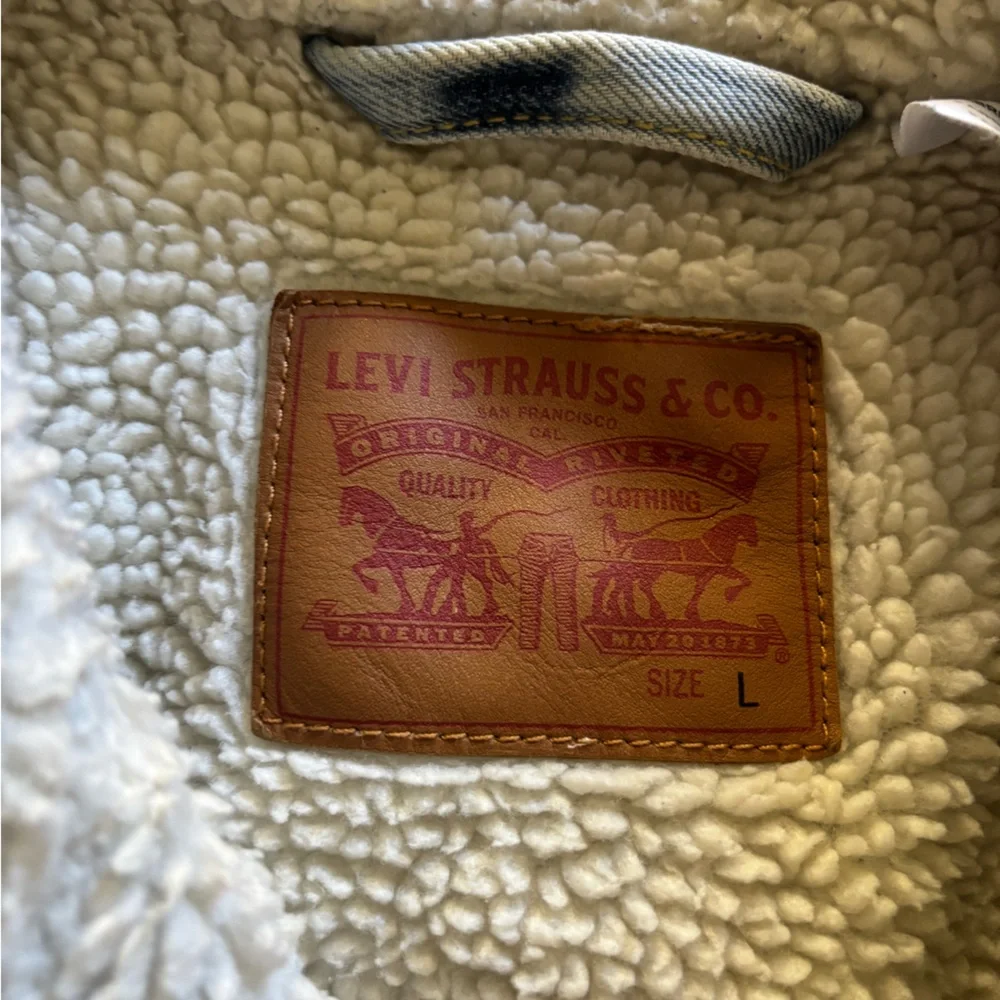 LEVI STRAUSS & CO.
SAN FRANCISCO
CAL
ORIGINAL RIVETED
QUALITY CLOTHING
PATENTED MAY 20 1873
®
SIZE L